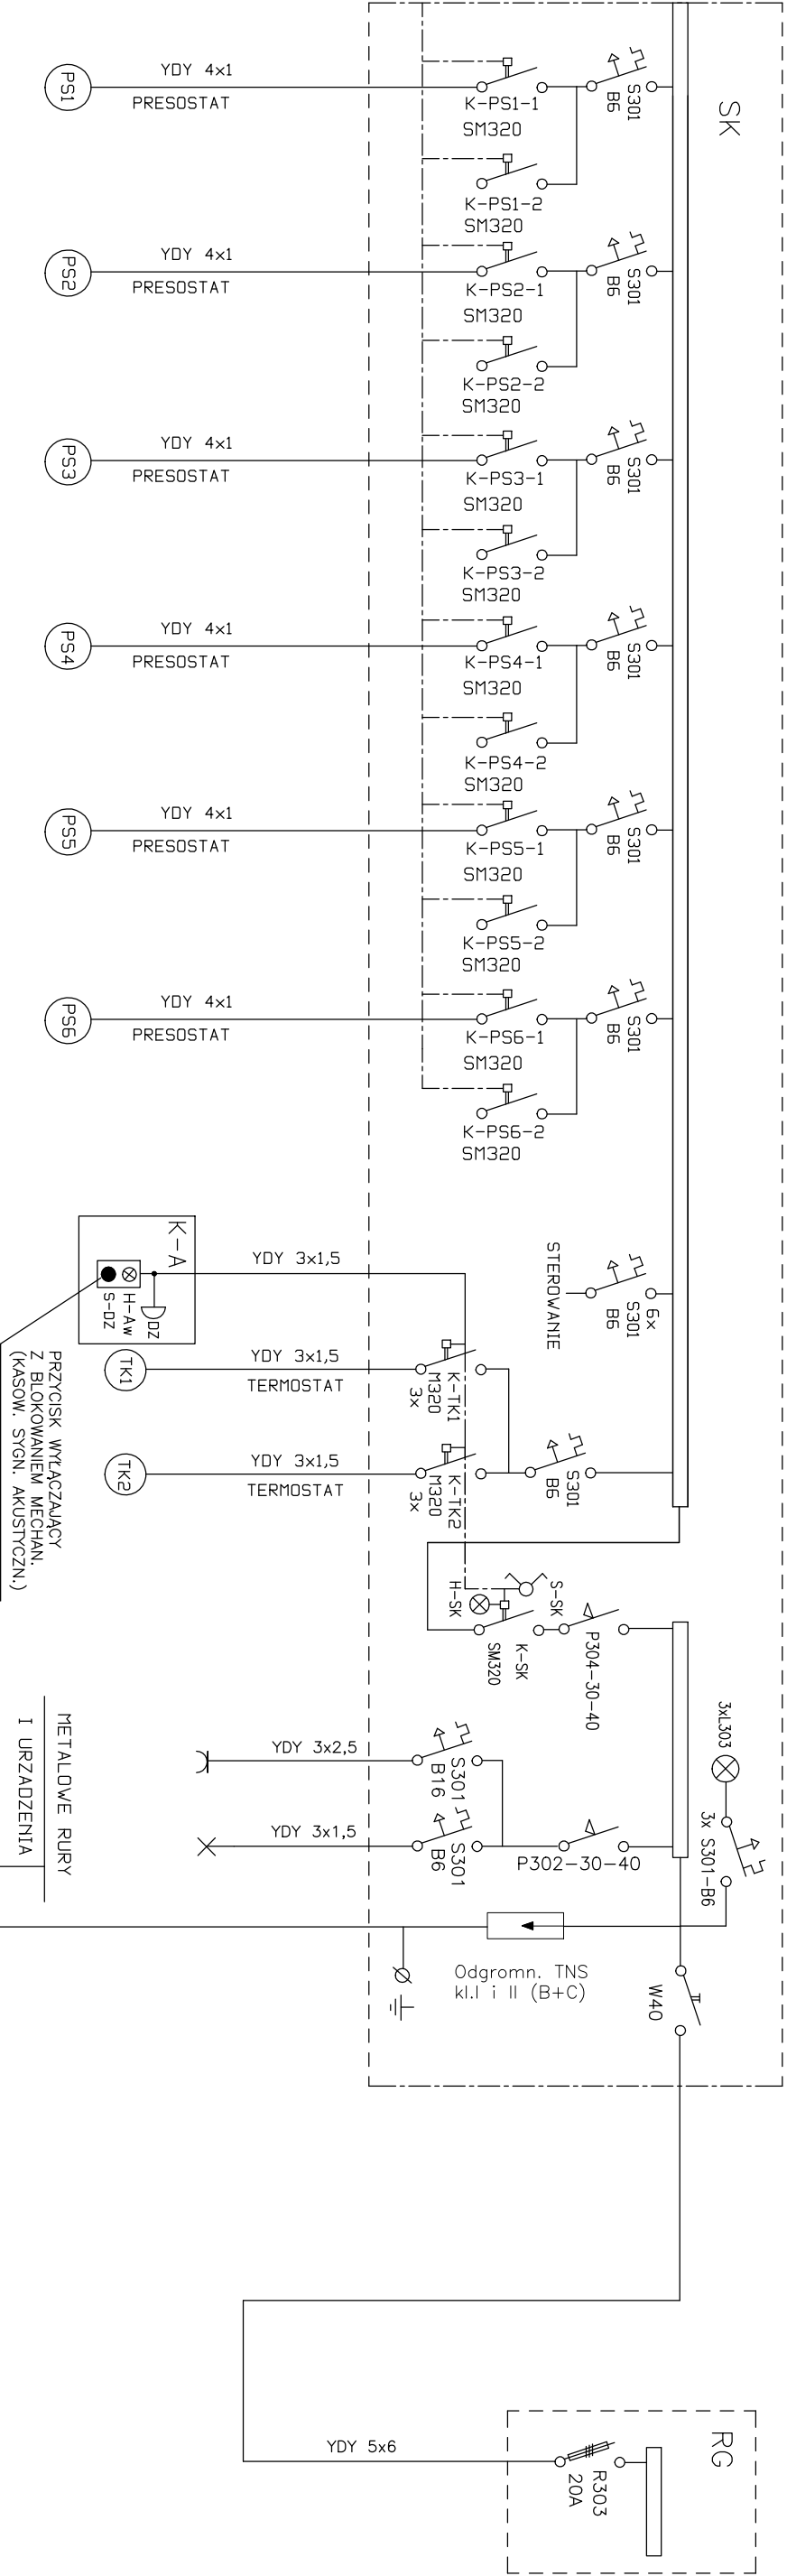 SK
S301
B6
YDY 4x1
PRESOSTAT
PS1
K-PS1-1
SM320
K-PS1-2
SM320
S301
B6
YDY 4x1
PRESOSTAT
PS2
K-PS2-1
SM320
K-PS2-2
SM320
S301
B6
YDY 4x1
PRESOSTAT
PS3
K-PS3-1
SM320
K-PS3-2
SM320
S301
B6
YDY 4x1
PRESOSTAT
PS4
K-PS4-1
SM320
K-PS4-2
SM320
S301
B6
YDY 4x1
PRESOSTAT
PS5
K-PS5-1
SM320
K-PS5-2
SM320
S301
B6
YDY 4x1
PRESOSTAT
PS6
K-PS6-1
SM320
K-PS6-2
SM320
STEROWANIE
6x
S301
B6
K-A
DZ
H-Aw
S-DZ
YDY 3x1,5
YDY 3x1,5
TERMOSTAT
TK1
K-TK1
M320
3x
S301
B6
YDY 3x1,5
TERMOSTAT
TK2
K-TK2
M320
3x
PRZYCISK WYŁĄCZAJĄCY
Z BLOKOWANIEM MECHAN.
(KASOW. SYGN. AKUSTYCZN.)
S-SK
H-SK
K-SK
SM320
P304-30-40
3xL303
3x S301-B6
YDY 3x2,5
S301
B16
YDY 3x1,5
S301
B6
P302-30-40
METALOWE RURY
I URZADZENIA
Odgromn. TNS
kl.I i II (B+C)
W40
YDY 5x6
RG
R303
20A